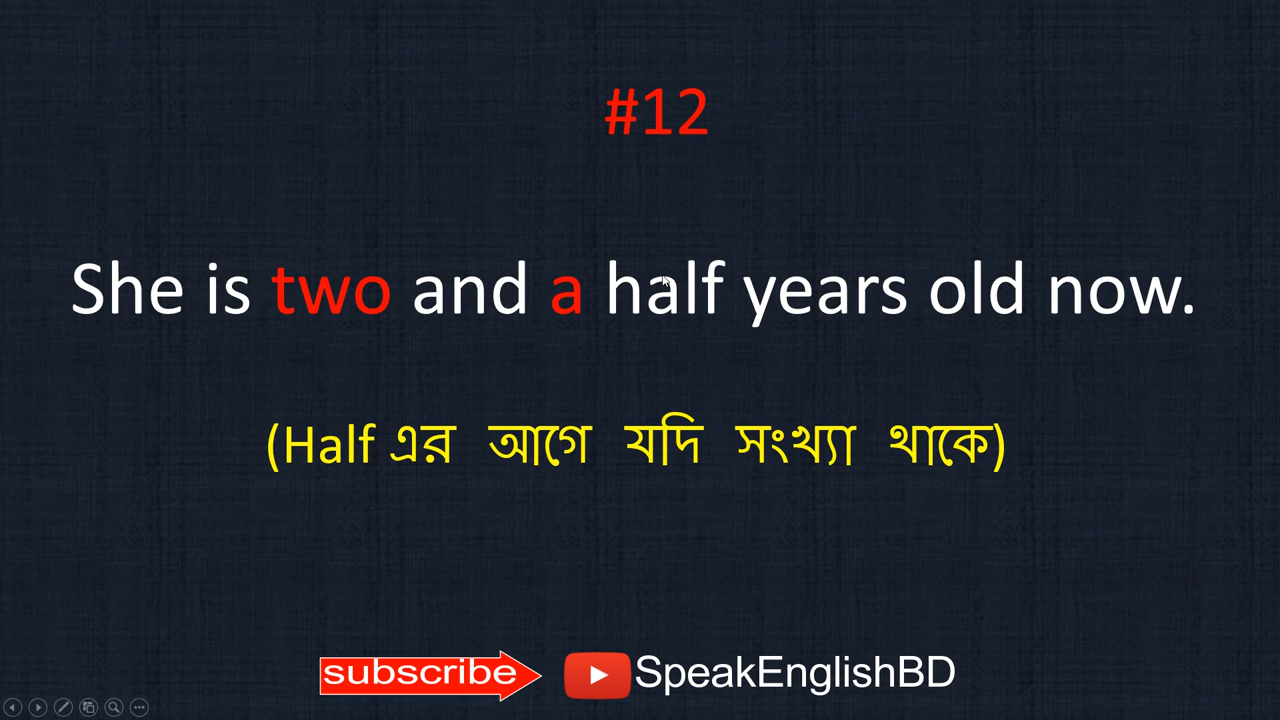 #12
She is two and a half years old now.
(Half এর আগে যদি সংখ্যা থাকে)
subscribe SpeakEnglishBD